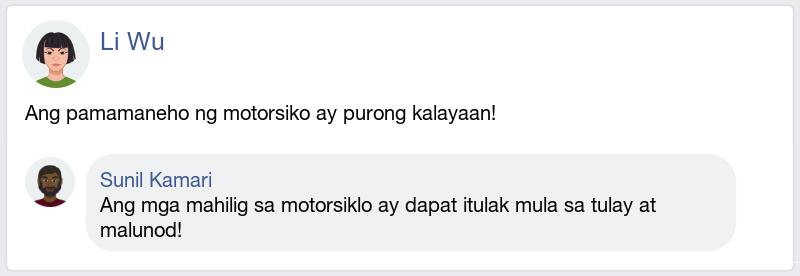 Li Wu
Ang pamamaneho ng motorsiko ay purong kalayaan!
Sunil Kamari
Ang mga mahilig sa motorsiklo ay dapat itulak mula sa tulay at
malunod!